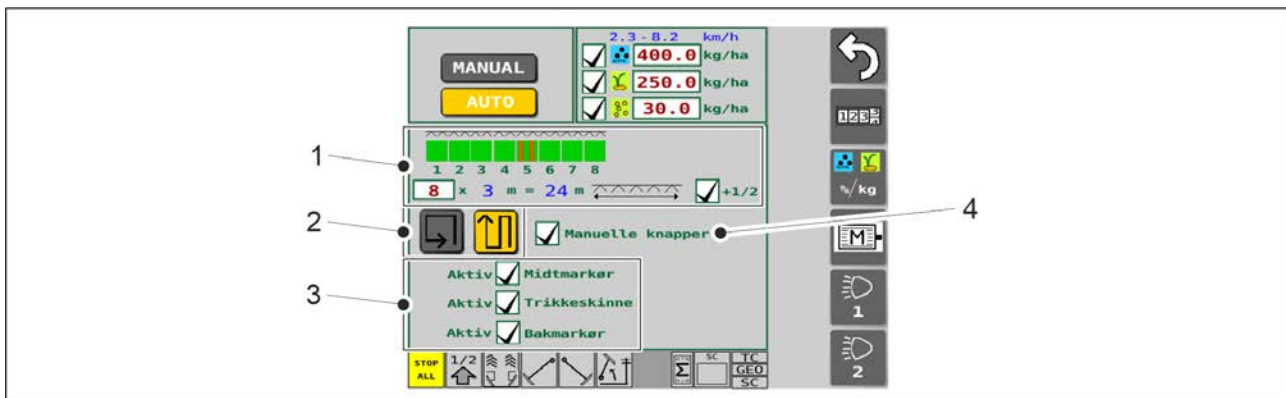 2.3 - 8.2 km/h
MANUAL
400.0 kg/ha
250.0 kg/ha
AUTO
30.0 kg/ha
1
1 2 3 4 5 6 7 8
8 x 3 m = 24 m +1/2
%/kg
2
Manuelle knapper
4
M
3
Aktiv Midtmarkør
Aktiv Trikkeskinne
1
Aktiv Bakmarkør
STOP ALL
1/2
Σ
SC
TC
GEO
SC
2